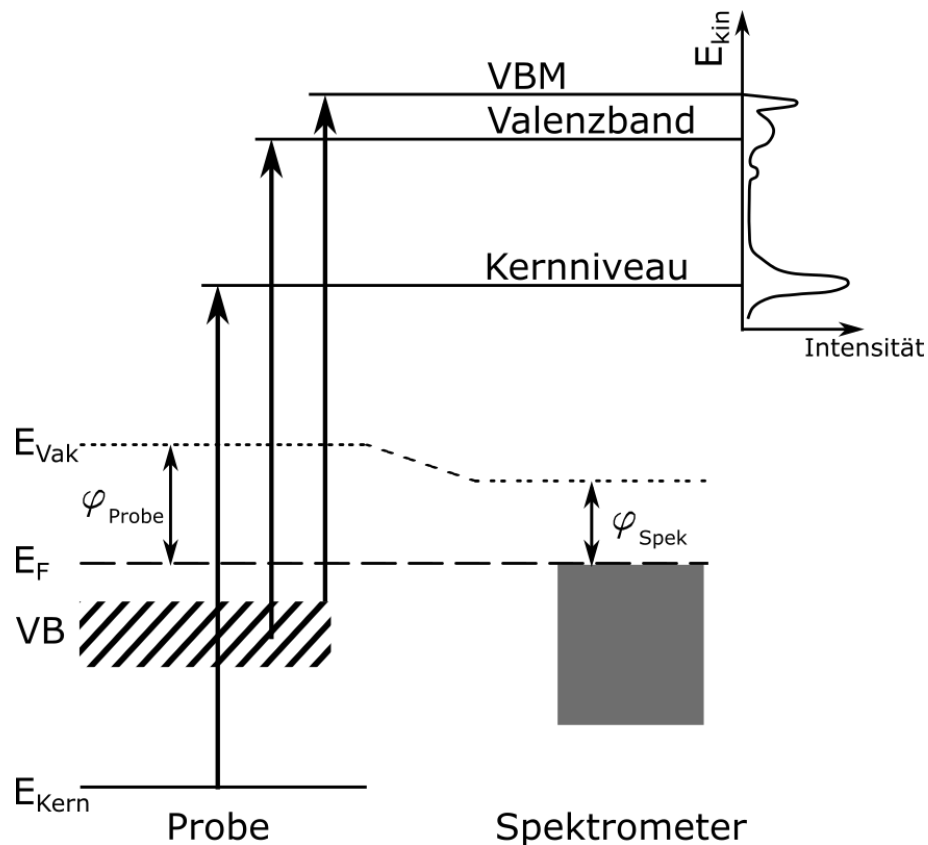 E_kin
VBM
Valenzband
Kernniveau
Intensität
E_Vak
φ_Probe
φ_Spek
E_F
VB
E_Kern
Probe
Spektrometer